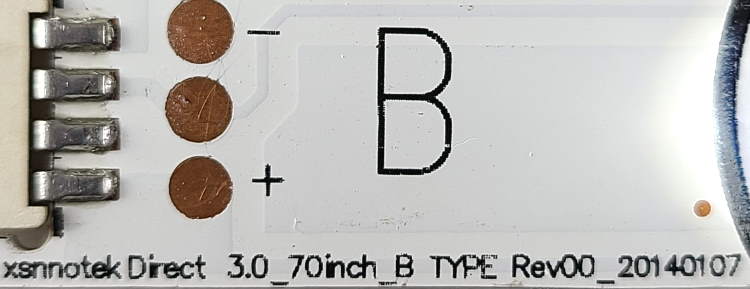 −
B
+
xsnnotek Direct 3.0_70inch_B TYPE Rev00_20140107